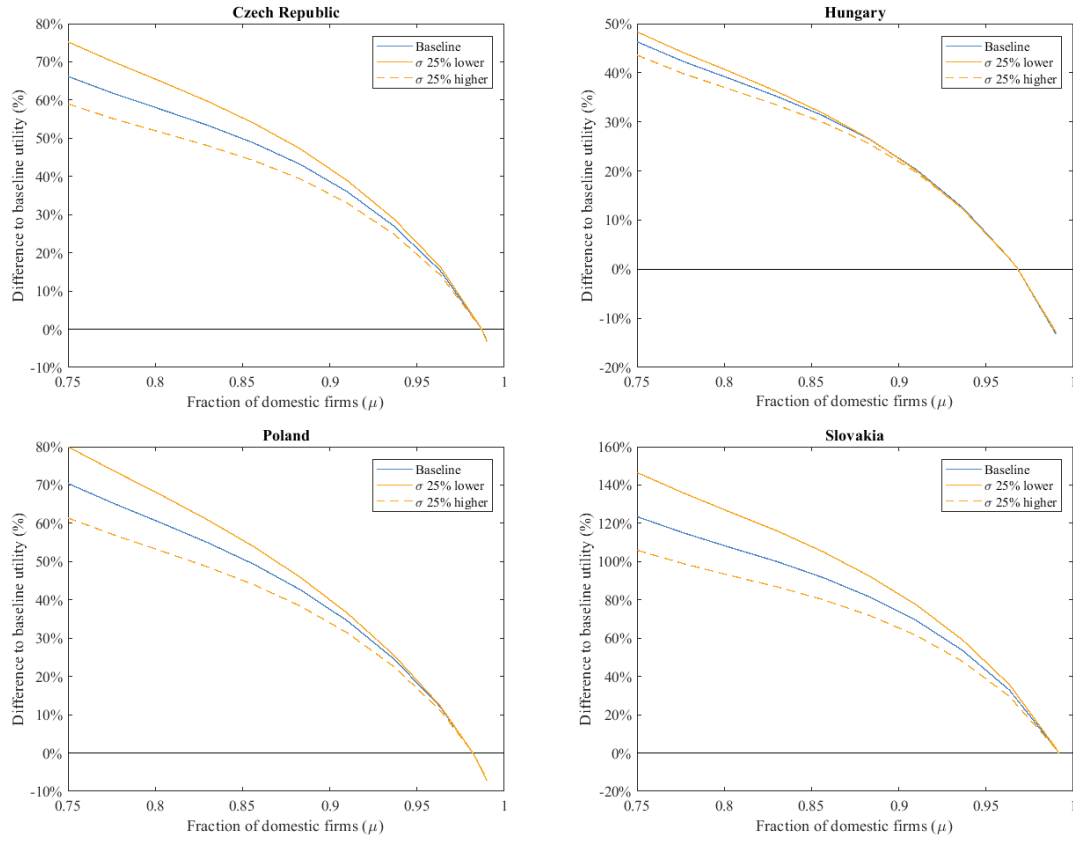 Czech Republic
Difference to baseline utility (%)
80%
70%
60%
50%
40%
30%
20%
10%
0%
-10%
Baseline
σ 25% lower
σ 25% higher
0.75 0.8 0.85 0.9 0.95 1
Fraction of domestic firms (μ)
Hungary
Difference to baseline utility (%)
50%
40%
30%
20%
10%
0%
-10%
-20%
Baseline
σ 25% lower
σ 25% higher
0.75 0.8 0.85 0.9 0.95 1
Fraction of domestic firms (μ)
Poland
Difference to baseline utility (%)
80%
70%
60%
50%
40%
30%
20%
10%
0%
-10%
Baseline
σ 25% lower
σ 25% higher
0.75 0.8 0.85 0.9 0.95 1
Fraction of domestic firms (μ)
Slovakia
Difference to baseline utility (%)
160%
140%
120%
100%
80%
60%
40%
20%
0%
-20%
Baseline
σ 25% lower
σ 25% higher
0.75 0.8 0.85 0.9 0.95 1
Fraction of domestic firms (μ)